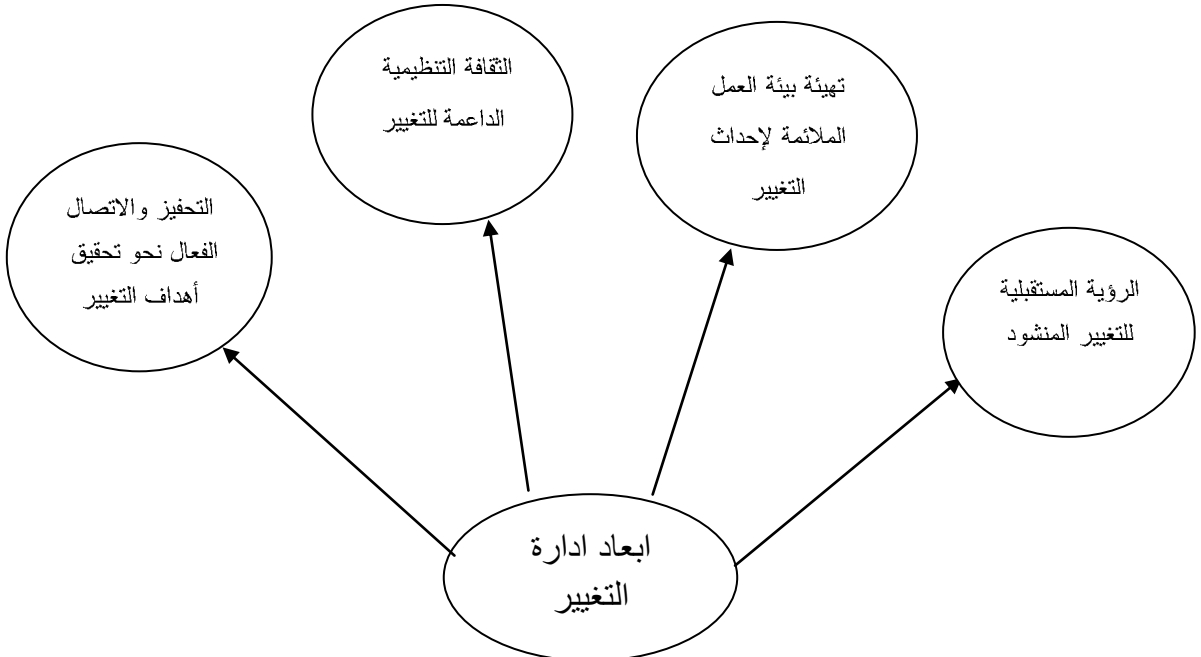 الثقافة التنظيمية
الداعمة للتغيير
تهيئة بيئة العمل
الملائمة لإحداث
التغيير
التحفيز والاتصال
الفعال نحو تحقيق
أهداف التغيير
الرؤية المستقبلية
للتغيير المنشود
ابعاد ادارة
التغيير